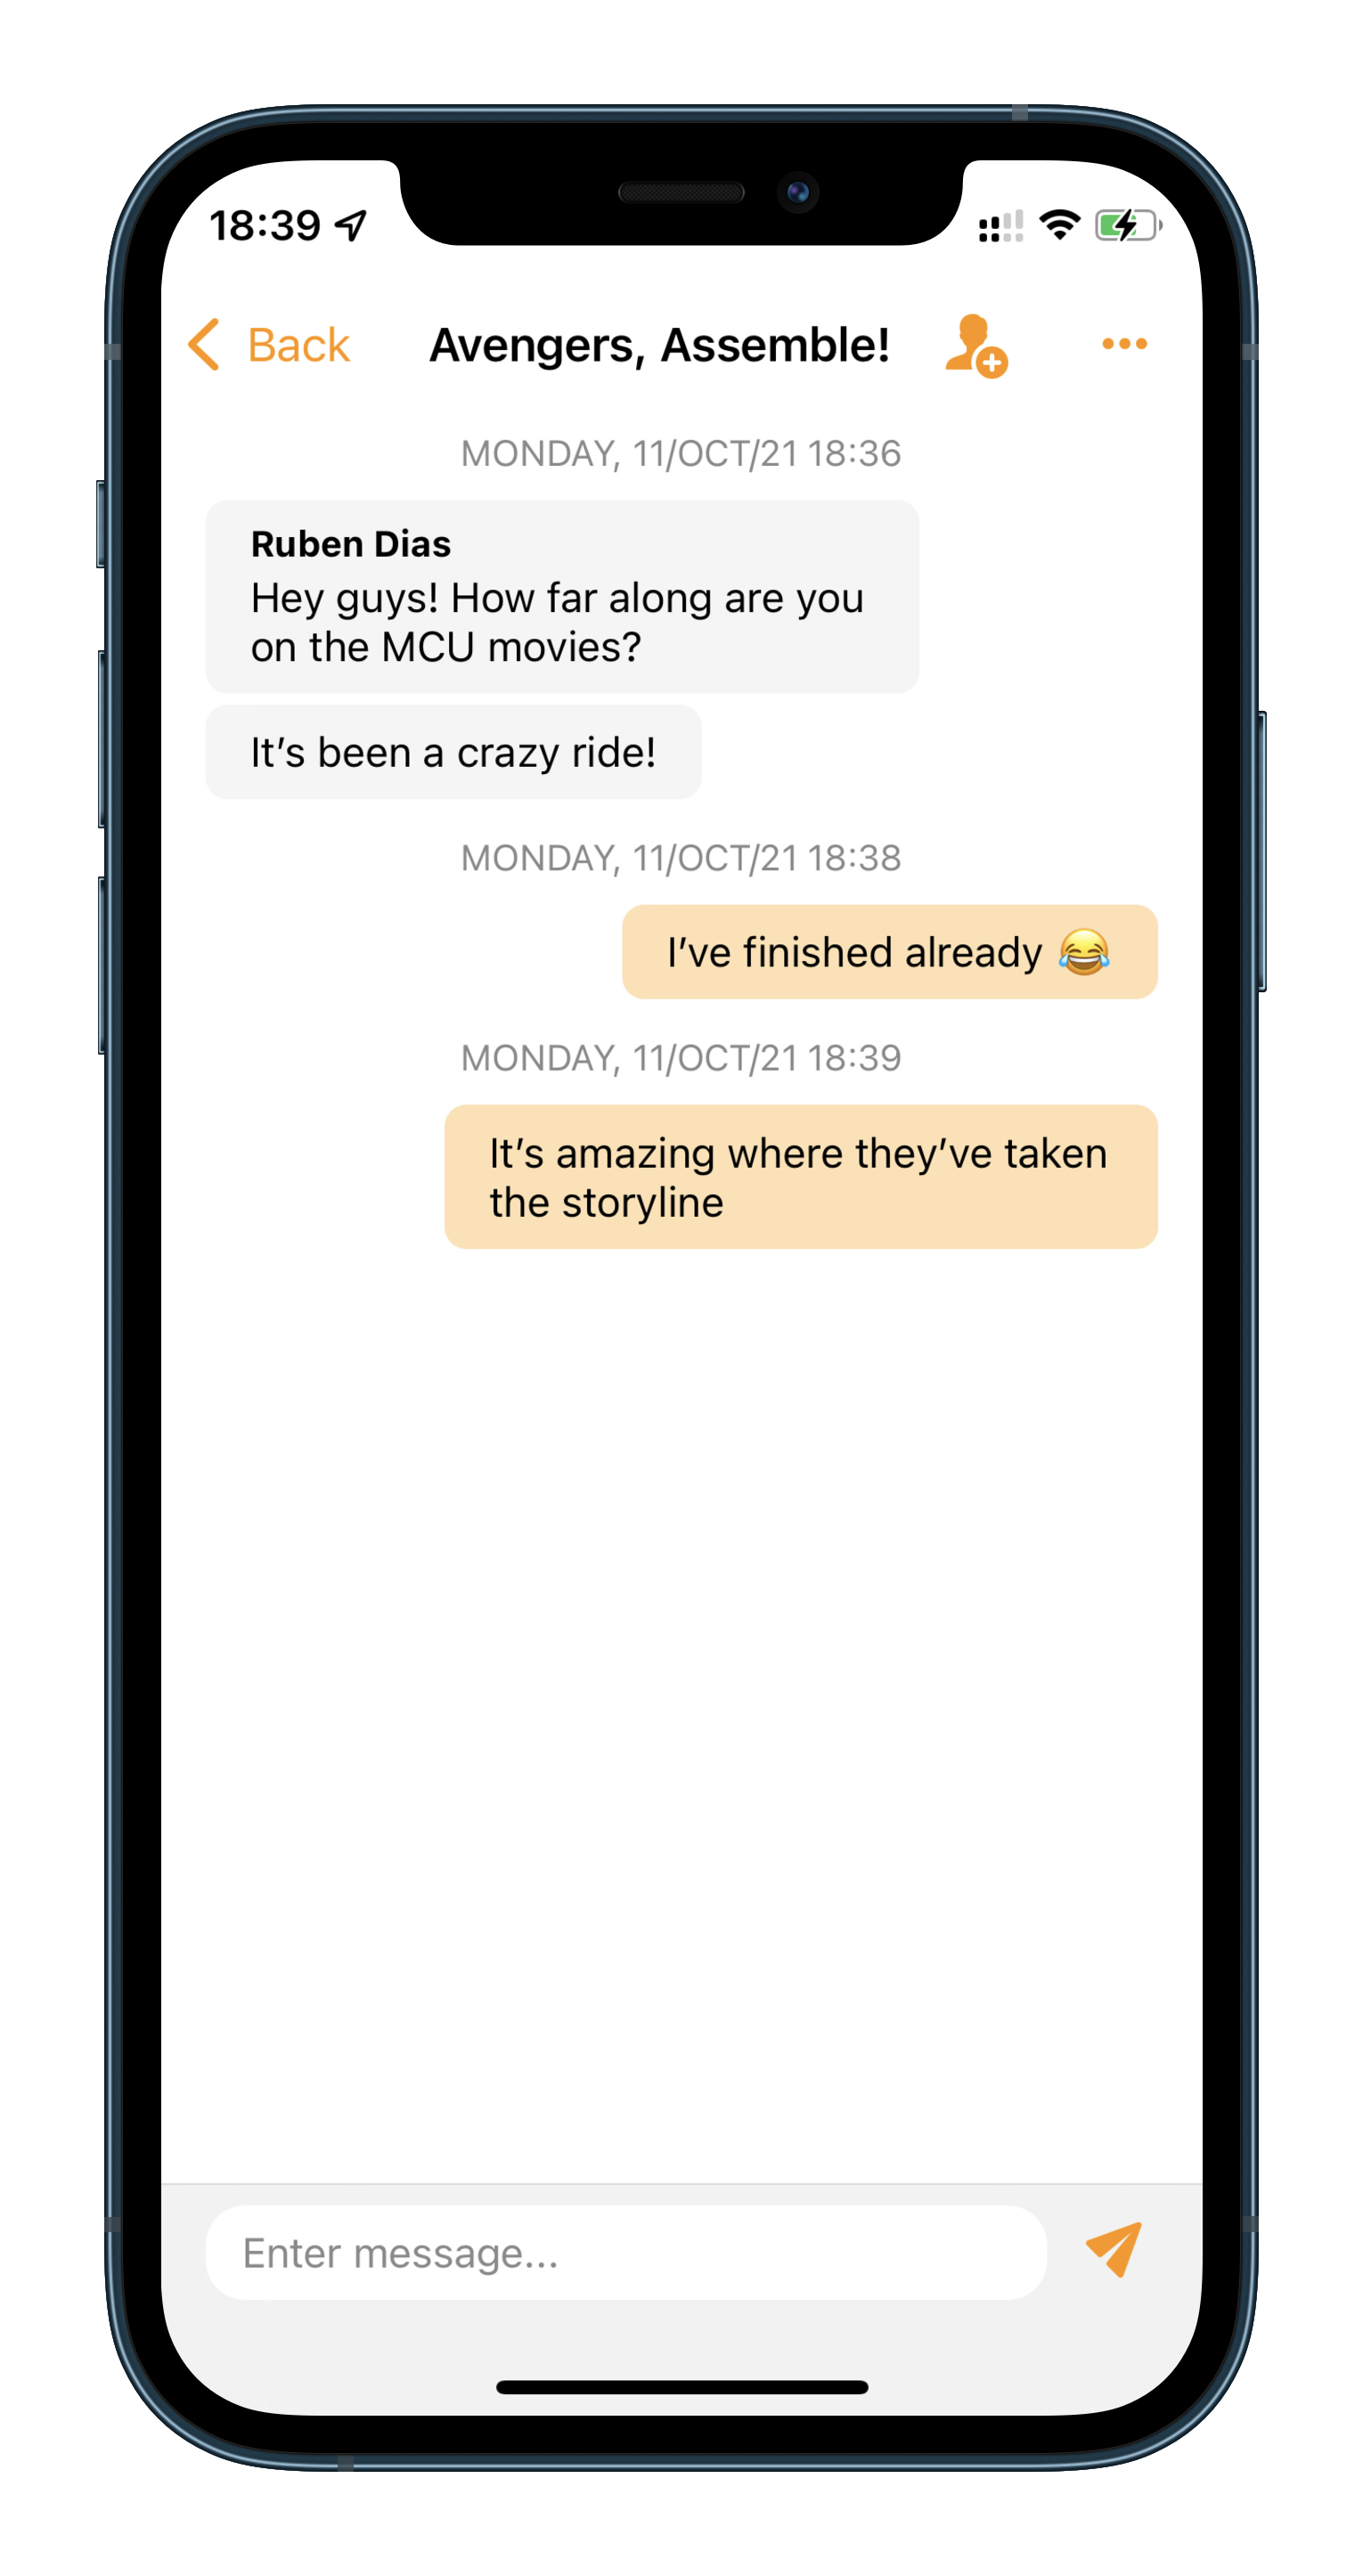 18:39
Back Avengers, Assemble!
MONDAY, 11/OCT/21 18:36
Ruben Dias
Hey guys! How far along are you
on the MCU movies?
It’s been a crazy ride!
MONDAY, 11/OCT/21 18:38
I’ve finished already 😂
MONDAY, 11/OCT/21 18:39
It’s amazing where they’ve taken
the storyline
Enter message...